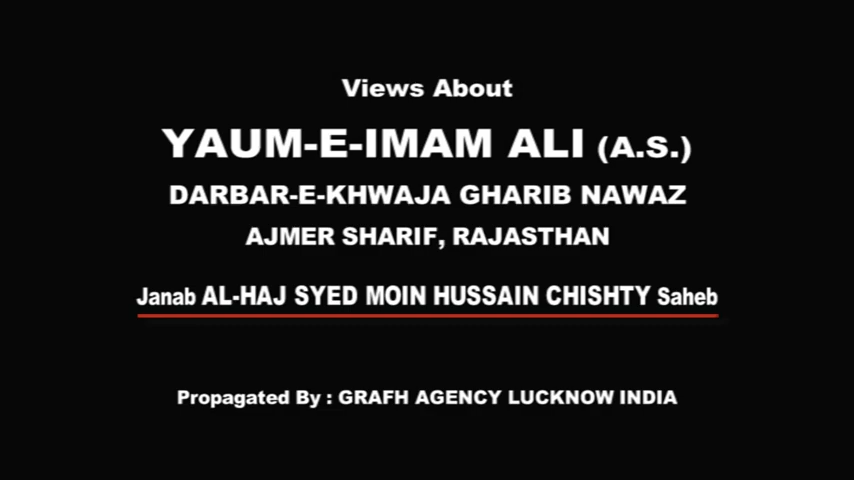 Views About
YAUM-E-IMAM ALI (A.S.)
DARBAR-E-KHWAJA GHARIB NAWAZ
AJMER SHARIF, RAJASTHAN
Janab AL-HAJ SYED MOIN HUSSAIN CHISHTY Saheb
Propagated By : GRAFH AGENCY LUCKNOW INDIA